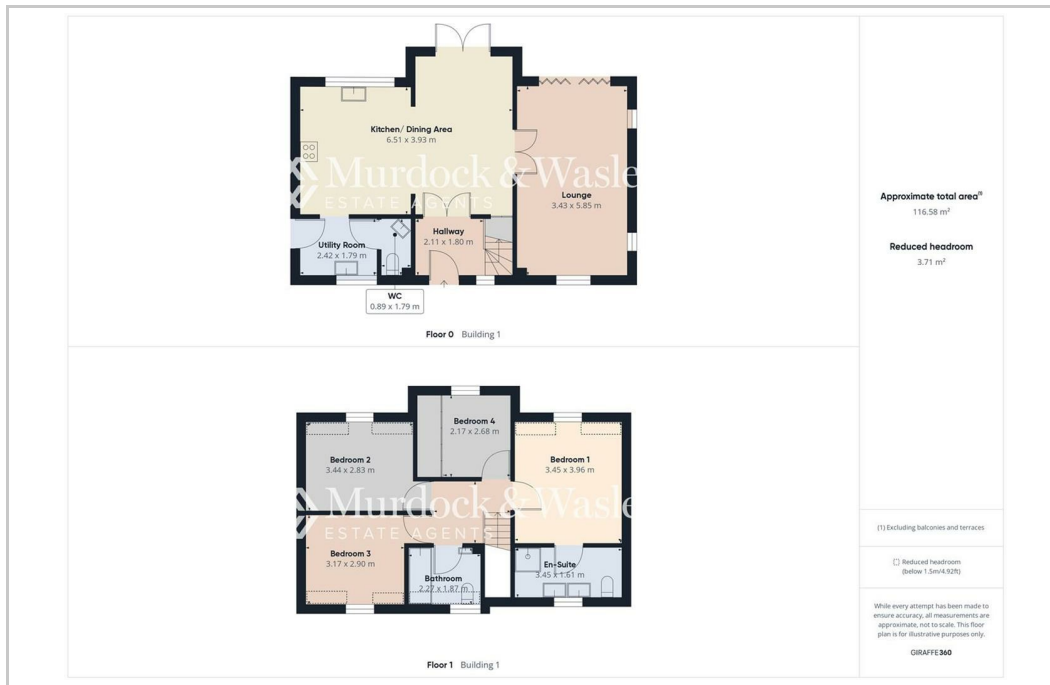 Kitchen/ Dining Area
6.51 x 3.93 m
Murdock & Wasle
ESTATE AGENTS
Lounge
3.43 x 5.85 m
Hallway
2.11 x 1.80 m
Utility Room
2.42 x 1.79 m
WC
0.89 x 1.79 m
Floor 0 Building 1
Bedroom 4
2.17 x 2.68 m
Bedroom 2
3.44 x 2.83 m
Bedroom 1
3.45 x 3.96 m
Murdock & Wasle
ESTATE AGENTS
Bedroom 3
3.17 x 2.90 m
En-Suite
3.45 x 1.61 m
Bathroom
2.27 x 1.87 m
Floor 1 Building 1
Approximate total area(1)
116.58 m²
Reduced headroom
3.71 m²
(1) Excluding balconies and terraces
Reduced headroom
(below 1.5m/4.92ft)
While every attempt has been made to
ensure accuracy, all measurements are
approximate, not to scale. This floor
plan is for illustrative purposes only.
GIRAFFE360